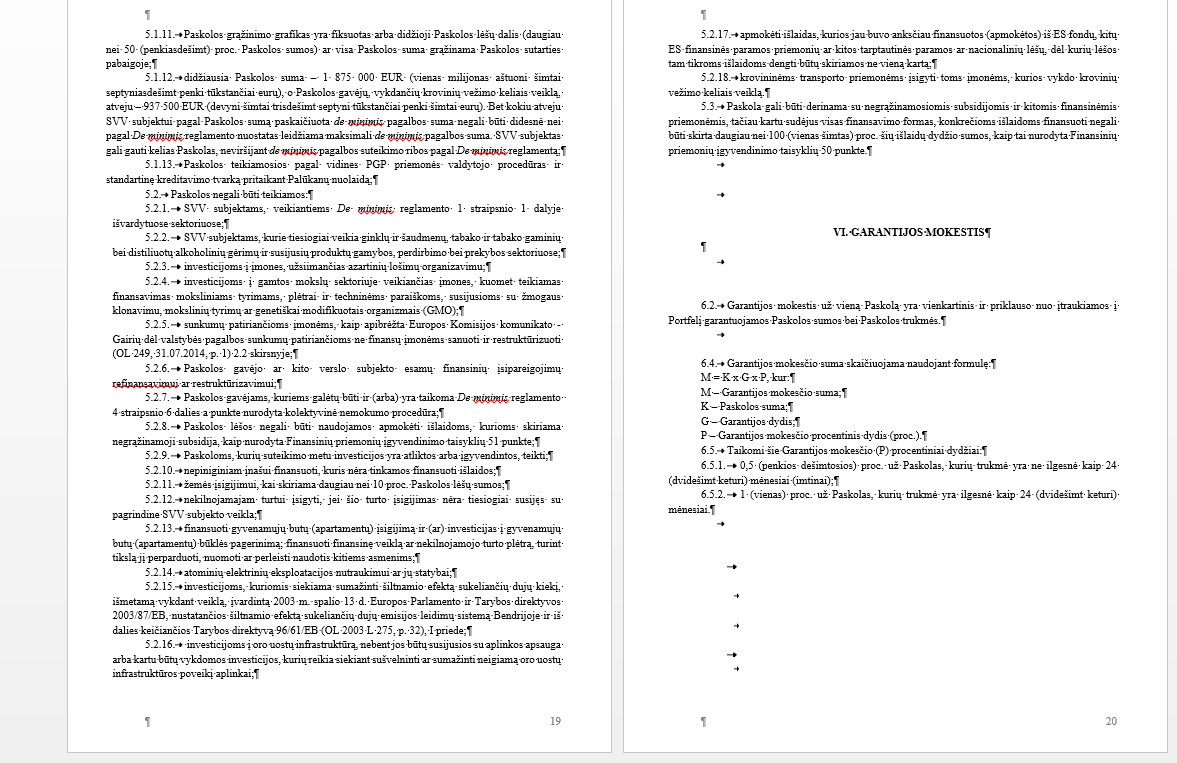 5.1.11. Paskolos grąžinimo grafikas yra fiksuotas arba didžioji Paskolos lėšų dalis (daugiau
nei 50 (penkiasdešimt) proc. Paskolos sumos) ar visa Paskolos suma grąžinama Paskolos sutarties
pabaigoje;
5.1.12. didžiausia Paskolos suma – 1 875 000 EUR (vienas milijonas aštuoni šimtai
septyniasdešimt penki tūkstančiai eurų), o Paskolos gavėjų, vykdančių krovinių vežimo keliais veiklą,
atveju – 937 500 EUR (devyni šimtai trisdešimt septyni tūkstančiai penki šimtai eurų). Bet kokiu atveju
SVV subjektui pagal Paskolos sumą paskaičiuota de minimis pagalbos suma negali būti didesnė nei
pagal De minimis reglamento nuostatas leidžiama maksimali de minimis pagalbos suma. SVV subjektas
gali gauti kelias Paskolas, neviršijant de minimis pagalbos suteikimo ribos pagal De minimis reglamentą;
5.1.13. Paskolos teikiamosios pagal vidines PGP priemonės valdytojo procedūras ir
standartinę kreditavimo tvarką pritaikant Palūkanų nuolaidą;
5.2. Paskolos negali būti teikiamos:
5.2.1. SVV subjektams, veikiantiems De minimis reglamento 1 straipsnio 1 dalyje
išvardytuose sektoriuose;
5.2.2. SVV subjektams, kurie tiesiogiai veikia ginklų ir šaudmenų, tabako ir tabako gaminių
bei distiliuotų alkoholinių gėrimų ir susijusių produktų gamybos, perdirbimo bei prekybos sektoriuose;
5.2.3. investicijoms į įmones, užsiimančias azartinių lošimų organizavimu;
5.2.4. investicijoms į gamtos mokslų sektoriuje veikiančias įmones, kuomet teikiamas
finansavimas moksliniams tyrimams, plėtrai ir techninėms paraiškoms, susijusioms su žmogaus
klonavimu, mokslinių tyrimų ar genetiškai modifikuotais organizmais (GMO);
5.2.5. sunkumų patiriančioms įmonėms, kaip apibrėžta Europos Komisijos komunikato -
Gairių dėl valstybės pagalbos sunkumų patiriančioms ne finansų įmonėms sanuoti ir restruktūrizuoti
(OL 249, 31.07.2014, p. 1) 2.2 skirsnyje;
5.2.6. Paskolos gavėjo ar kito verslo subjekto esamų finansinių įsipareigojimų
refinansavimui ar restruktūrizavimui;
5.2.7. Paskolos gavėjams, kuriems galėtų būti ir (arba) yra taikoma De minimis reglamento
4 straipsnio 6 dalies a punkte nurodyta kolektyvinė nemokumo procedūra;
5.2.8. Paskolos lėšos negali būti naudojamos apmokėti išlaidoms, kurioms skiriama
negrąžinamoji subsidija, kaip nurodyta Finansinių priemonių įgyvendinimo taisyklių 51 punkte;
5.2.9. Paskoloms, kurių suteikimo metu investicijos yra atliktos arba įgyvendintos, teikti;
5.2.10. nepiniginiam įnašui finansuoti, kuris nėra tinkamos finansuoti išlaidos;
5.2.11. žemės įsigijimui, kai skiriama daugiau nei 10 proc. Paskolos lėšų sumos;
5.2.12. nekilnojamajam turtui įsigyti, jei šio turto įsigijimas nėra tiesiogiai susijęs su
pagrindine SVV subjekto veikla;
5.2.13. finansuoti gyvenamųjų butų (apartamentų) įsigijimą ir (ar) investicijas į gyvenamųjų
butų (apartamentų) būklės pagerinimą; finansuoti finansinę veiklą ar nekilnojamojo turto plėtrą, turint
tikslą jį perparduoti, nuomoti ar perleisti naudotis kitiems asmenims;
5.2.14. atominių elektrinių eksploatacijos nutraukimui ar jų statybai;
5.2.15. investicijoms, kuriomis siekiama sumažinti šiltnamio efektą sukeliančių dujų kiekį,
išmetamą vykdant veiklą, įvardintą 2003 m. spalio 13 d. Europos Parlamento ir Tarybos direktyvos
2003/87/EB, nustatančios šiltnamio efektą sukeliančių dujų emisijos leidimų sistemą Bendrijoje ir iš
dalies keičiančios Tarybos direktyvą 96/61/EB (OL 2003 L 275, p. 32), I priede;
5.2.16. investicijoms į oro uostų infrastruktūrą, nebent jos būtų susijusios su aplinkos apsauga
arba kartu būtų vykdomos investicijos, kurių reikia siekiant sušvelninti ar sumažinti neigiamą oro uostų
infrastruktūros poveikį aplinkai;
19
5.2.17. apmokėti išlaidas, kurios jau buvo anksčiau finansuotos (apmokėtos) iš ES fondų, kitų
ES finansinės paramos priemonių ar kitos tarptautinės paramos ar nacionalinių lėšų, dėl kurių lėšos
tam tikroms išlaidoms dengti būtų skiriamos ne vieną kartą;
5.2.18. krovininėms transporto priemonėms įsigyti toms įmonėms, kurios vykdo krovinių
vežimo keliais veiklą.
5.3. Paskola gali būti derinama su negrąžinamosiomis subsidijomis ir kitomis finansinėmis
priemonėmis, tačiau kartu sudėjus visas finansavimo formas, konkrečioms išlaidoms finansuoti negali
būti skirta daugiau nei 100 (vienas šimtas) proc. šių išlaidų dydžio sumos, kaip tai nurodyta Finansinių
priemonių įgyvendinimo taisyklių 50 punkte.
VI. GARANTIJOS MOKESTIS
6.2. Garantijos mokestis už vieną Paskolą yra vienkartinis ir priklauso nuo įtraukiamos į
Portfelį garantuojamos Paskolos sumos bei Paskolos trukmės.
6.4. Garantijos mokesčio suma skaičiuojama naudojant formulę:
M = K x G x P, kur:
M – Garantijos mokesčio suma;
K – Paskolos suma;
G – Garantijos dydis;
P – Garantijos mokesčio procentinis dydis (proc.).
6.5. Taikomi šie Garantijos mokesčio (P) procentiniai dydžiai:
6.5.1. 0,5 (penkios dešimtosios) proc. už Paskolas, kurių trukmė yra ne ilgesnė kaip 24
(dvidešimt keturi) mėnesiai (imtinai);
6.5.2. 1 (vienas) proc. už Paskolas, kurių trukmė yra ilgesnė kaip 24 (dvidešimt keturi)
mėnesiai.
20